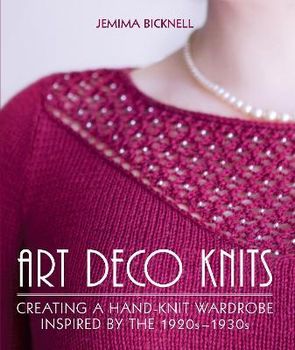 JEMIMA BICKNELL
ART DECO KNITS
CREATING A HAND-KNIT WARDROBE
INSPIRED BY THE 1920s–1930s